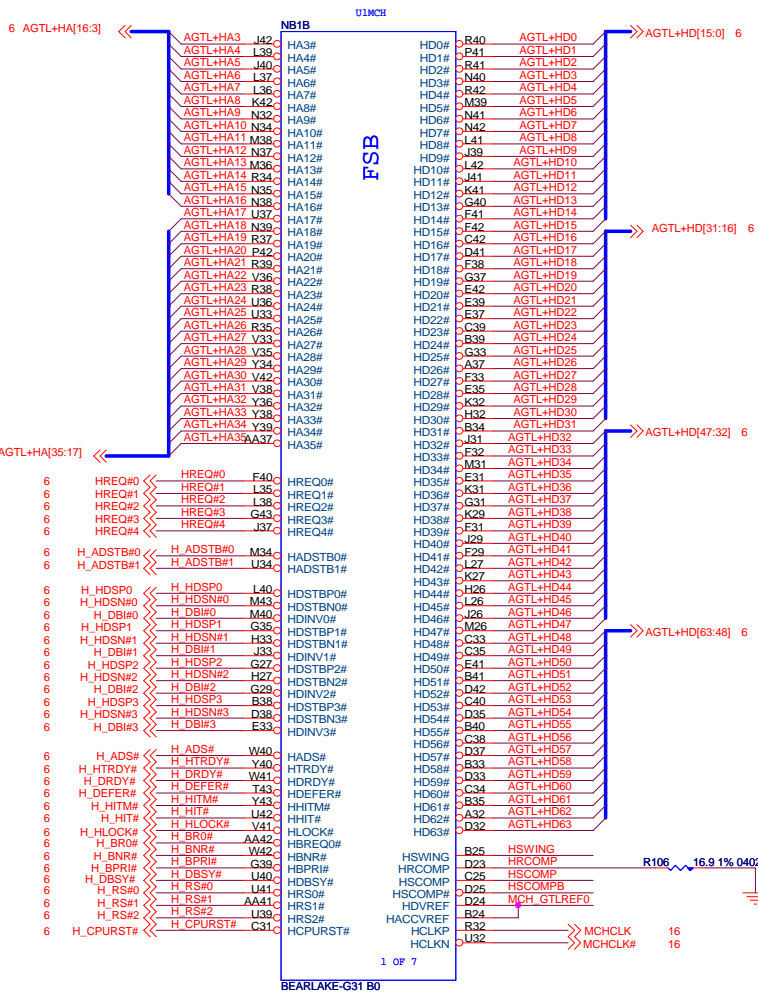 U1MCH
NB1B
6 AGTL+HA[16:3]
AGTL+HA3 J42 HA3#
AGTL+HA4 L39 HA4#
AGTL+HA5 J40 HA5#
AGTL+HA6 L37 HA6#
AGTL+HA7 L36 HA7#
AGTL+HA8 K42 HA8#
AGTL+HA9 N32 HA9#
AGTL+HA10 N34 HA10#
AGTL+HA11 M38 HA11#
AGTL+HA12 N37 HA12#
AGTL+HA13 M36 HA13#
AGTL+HA14 R34 HA14#
AGTL+HA15 N35 HA15#
AGTL+HA16 N38 HA16#
AGTL+HA17 U37 HA17#
AGTL+HA18 N39 HA18#
AGTL+HA19 R37 HA19#
AGTL+HA20 P42 HA20#
AGTL+HA21 R39 HA21#
AGTL+HA22 V36 HA22#
AGTL+HA23 R38 HA23#
AGTL+HA24 U36 HA24#
AGTL+HA25 U33 HA25#
AGTL+HA26 R35 HA26#
AGTL+HA27 V33 HA27#
AGTL+HA28 V35 HA28#
AGTL+HA29 Y34 HA29#
AGTL+HA30 V42 HA30#
AGTL+HA31 V38 HA31#
AGTL+HA32 Y36 HA32#
AGTL+HA33 Y38 HA33#
AGTL+HA34 Y39 HA34#
AGTL+HA35 AA37 HA35#
AGTL+HA[35:17]
6 HREQ#0 HREQ#0 F40 HREQ0#
6 HREQ#1 HREQ#1 L35 HREQ1#
6 HREQ#2 HREQ#2 L38 HREQ2#
6 HREQ#3 HREQ#3 G43 HREQ3#
6 HREQ#4 HREQ#4 J37 HREQ4#
6 H_ADSTB#0 H_ADSTB#0 M34 HADSTB0#
6 H_ADSTB#1 H_ADSTB#1 U34 HADSTB1#
6 H_HDSP0 H_HDSP0 L40 HDSTBP0#
6 H_HDSN#0 H_HDSN#0 M43 HDSTBN0#
6 H_DBI#0 H_DBI#0 M40 HDINV0#
6 H_HDSP1 H_HDSP1 G35 HDSTBP1#
6 H_HDSN#1 H_HDSN#1 H33 HDSTBN1#
6 H_DBI#1 H_DBI#1 J33 HDINV1#
6 H_HDSP2 H_HDSP2 G27 HDSTBP2#
6 H_HDSN#2 H_HDSN#2 H27 HDSTBN2#
6 H_DBI#2 H_DBI#2 G29 HDINV2#
6 H_HDSP3 H_HDSP3 B38 HDSTBP3#
6 H_HDSN#3 H_HDSN#3 D38 HDSTBN3#
6 H_DBI#3 H_DBI#3 E33 HDINV3#
6 H_ADS# H_ADS# W40 HADS#
6 H_HTRDY# H_HTRDY# Y40 HTRDY#
6 H_DRDY# H_DRDY# W41 HDRDY#
6 H_DEFER# H_DEFER# T43 HDEFER#
6 H_HITM# H_HITM# Y43 HHITM#
6 H_HIT# H_HIT# U42 HHIT#
6 H_HLOCK# H_HLOCK# V41 HLOCK#
6 H_BR0# H_BR0# AA42 HBREQ0#
6 H_BNR# H_BNR# W42 HBNR#
6 H_BPRI# H_BPRI# G39 HBPRI#
6 H_DBSY# H_DBSY# U40 HDBSY#
6 H_RS#0 H_RS#0 U41 HRS0#
6 H_RS#1 H_RS#1 AA41 HRS1#
6 H_RS#2 H_RS#2 U39 HRS2#
6 H_CPURST# H_CPURST# C31 HCPURST#
FSB
HD0# R40 AGTL+HD0 AGTL+HD[15:0] 6
HD1# P41 AGTL+HD1
HD2# R41 AGTL+HD2
HD3# N40 AGTL+HD3
HD4# R42 AGTL+HD4
HD5# M39 AGTL+HD5
HD6# N41 AGTL+HD6
HD7# N42 AGTL+HD7
HD8# L41 AGTL+HD8
HD9# J39 AGTL+HD9
HD10# L42 AGTL+HD10
HD11# J41 AGTL+HD11
HD12# K41 AGTL+HD12
HD13# G40 AGTL+HD13
HD14# F41 AGTL+HD14
HD15# F42 AGTL+HD15 AGTL+HD[31:16] 6
HD16# C42 AGTL+HD16
HD17# D41 AGTL+HD17
HD18# F38 AGTL+HD18
HD19# G37 AGTL+HD19
HD20# E42 AGTL+HD20
HD21# E39 AGTL+HD21
HD22# E37 AGTL+HD22
HD23# C39 AGTL+HD23
HD24# B39 AGTL+HD24
HD25# G33 AGTL+HD25
HD26# A37 AGTL+HD26
HD27# F33 AGTL+HD27
HD28# E35 AGTL+HD28
HD29# K32 AGTL+HD29
HD30# H32 AGTL+HD30
HD31# B34 AGTL+HD31 AGTL+HD[47:32] 6
HD32# J31 AGTL+HD32
HD33# F32 AGTL+HD33
HD34# M31 AGTL+HD34
HD35# E31 AGTL+HD35
HD36# K31 AGTL+HD36
HD37# G31 AGTL+HD37
HD38# K29 AGTL+HD38
HD39# F31 AGTL+HD39
HD40# J29 AGTL+HD40
HD41# F29 AGTL+HD41
HD42# L27 AGTL+HD42
HD43# K27 AGTL+HD43
HD44# H26 AGTL+HD44
HD45# L26 AGTL+HD45
HD46# J26 AGTL+HD46
HD47# M26 AGTL+HD47 AGTL+HD[63:48] 6
HD48# C33 AGTL+HD48
HD49# C35 AGTL+HD49
HD50# E41 AGTL+HD50
HD51# B41 AGTL+HD51
HD52# D42 AGTL+HD52
HD53# C40 AGTL+HD53
HD54# D35 AGTL+HD54
HD55# B40 AGTL+HD55
HD56# C38 AGTL+HD56
HD57# D37 AGTL+HD57
HD58# B33 AGTL+HD58
HD59# D33 AGTL+HD59
HD60# C34 AGTL+HD60
HD61# B35 AGTL+HD61
HD62# A32 AGTL+HD62
HD63# D32 AGTL+HD63
HSWING B25 HSWING
HRCOMP D23 HRCOMP R106 16.9 1% 0402
HSCOMP C25 HSCOMP
HSCOMP# D25 HSCOMPB
HDVREF D24 MCH_GTLREF0
HACCVREF B24
HCLKP R32 MCHCLK 16
HCLKN U32 MCHCLK# 16
1 OF 7
BEARLAKE-G31 B0